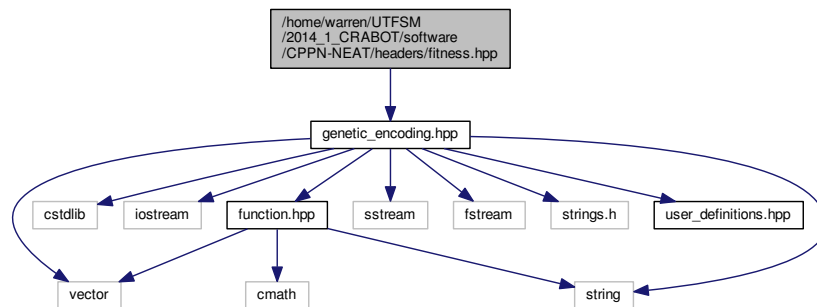 /home/warren/UTFSM
/2014_1_CRABOT/software
/CPPN-NEAT/headers/fitness.hpp
genetic_encoding.hpp
cstdlib
iostream
function.hpp
sstream
fstream
strings.h
user_definitions.hpp
vector
cmath
string